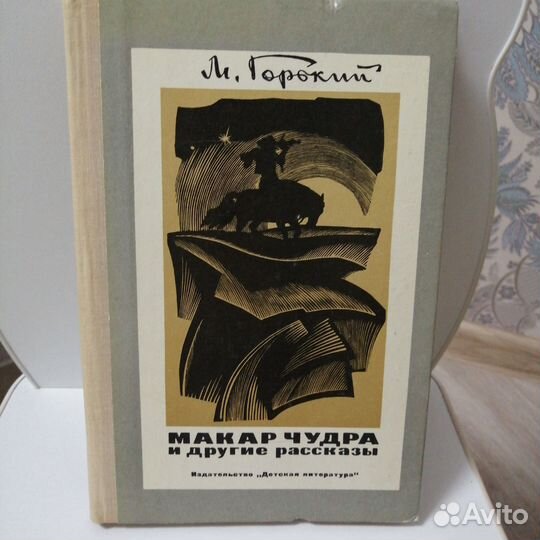 М. Горький
МАКАР ЧУДРА
и другие рассказы
Издательство „Детская литература“
Avito